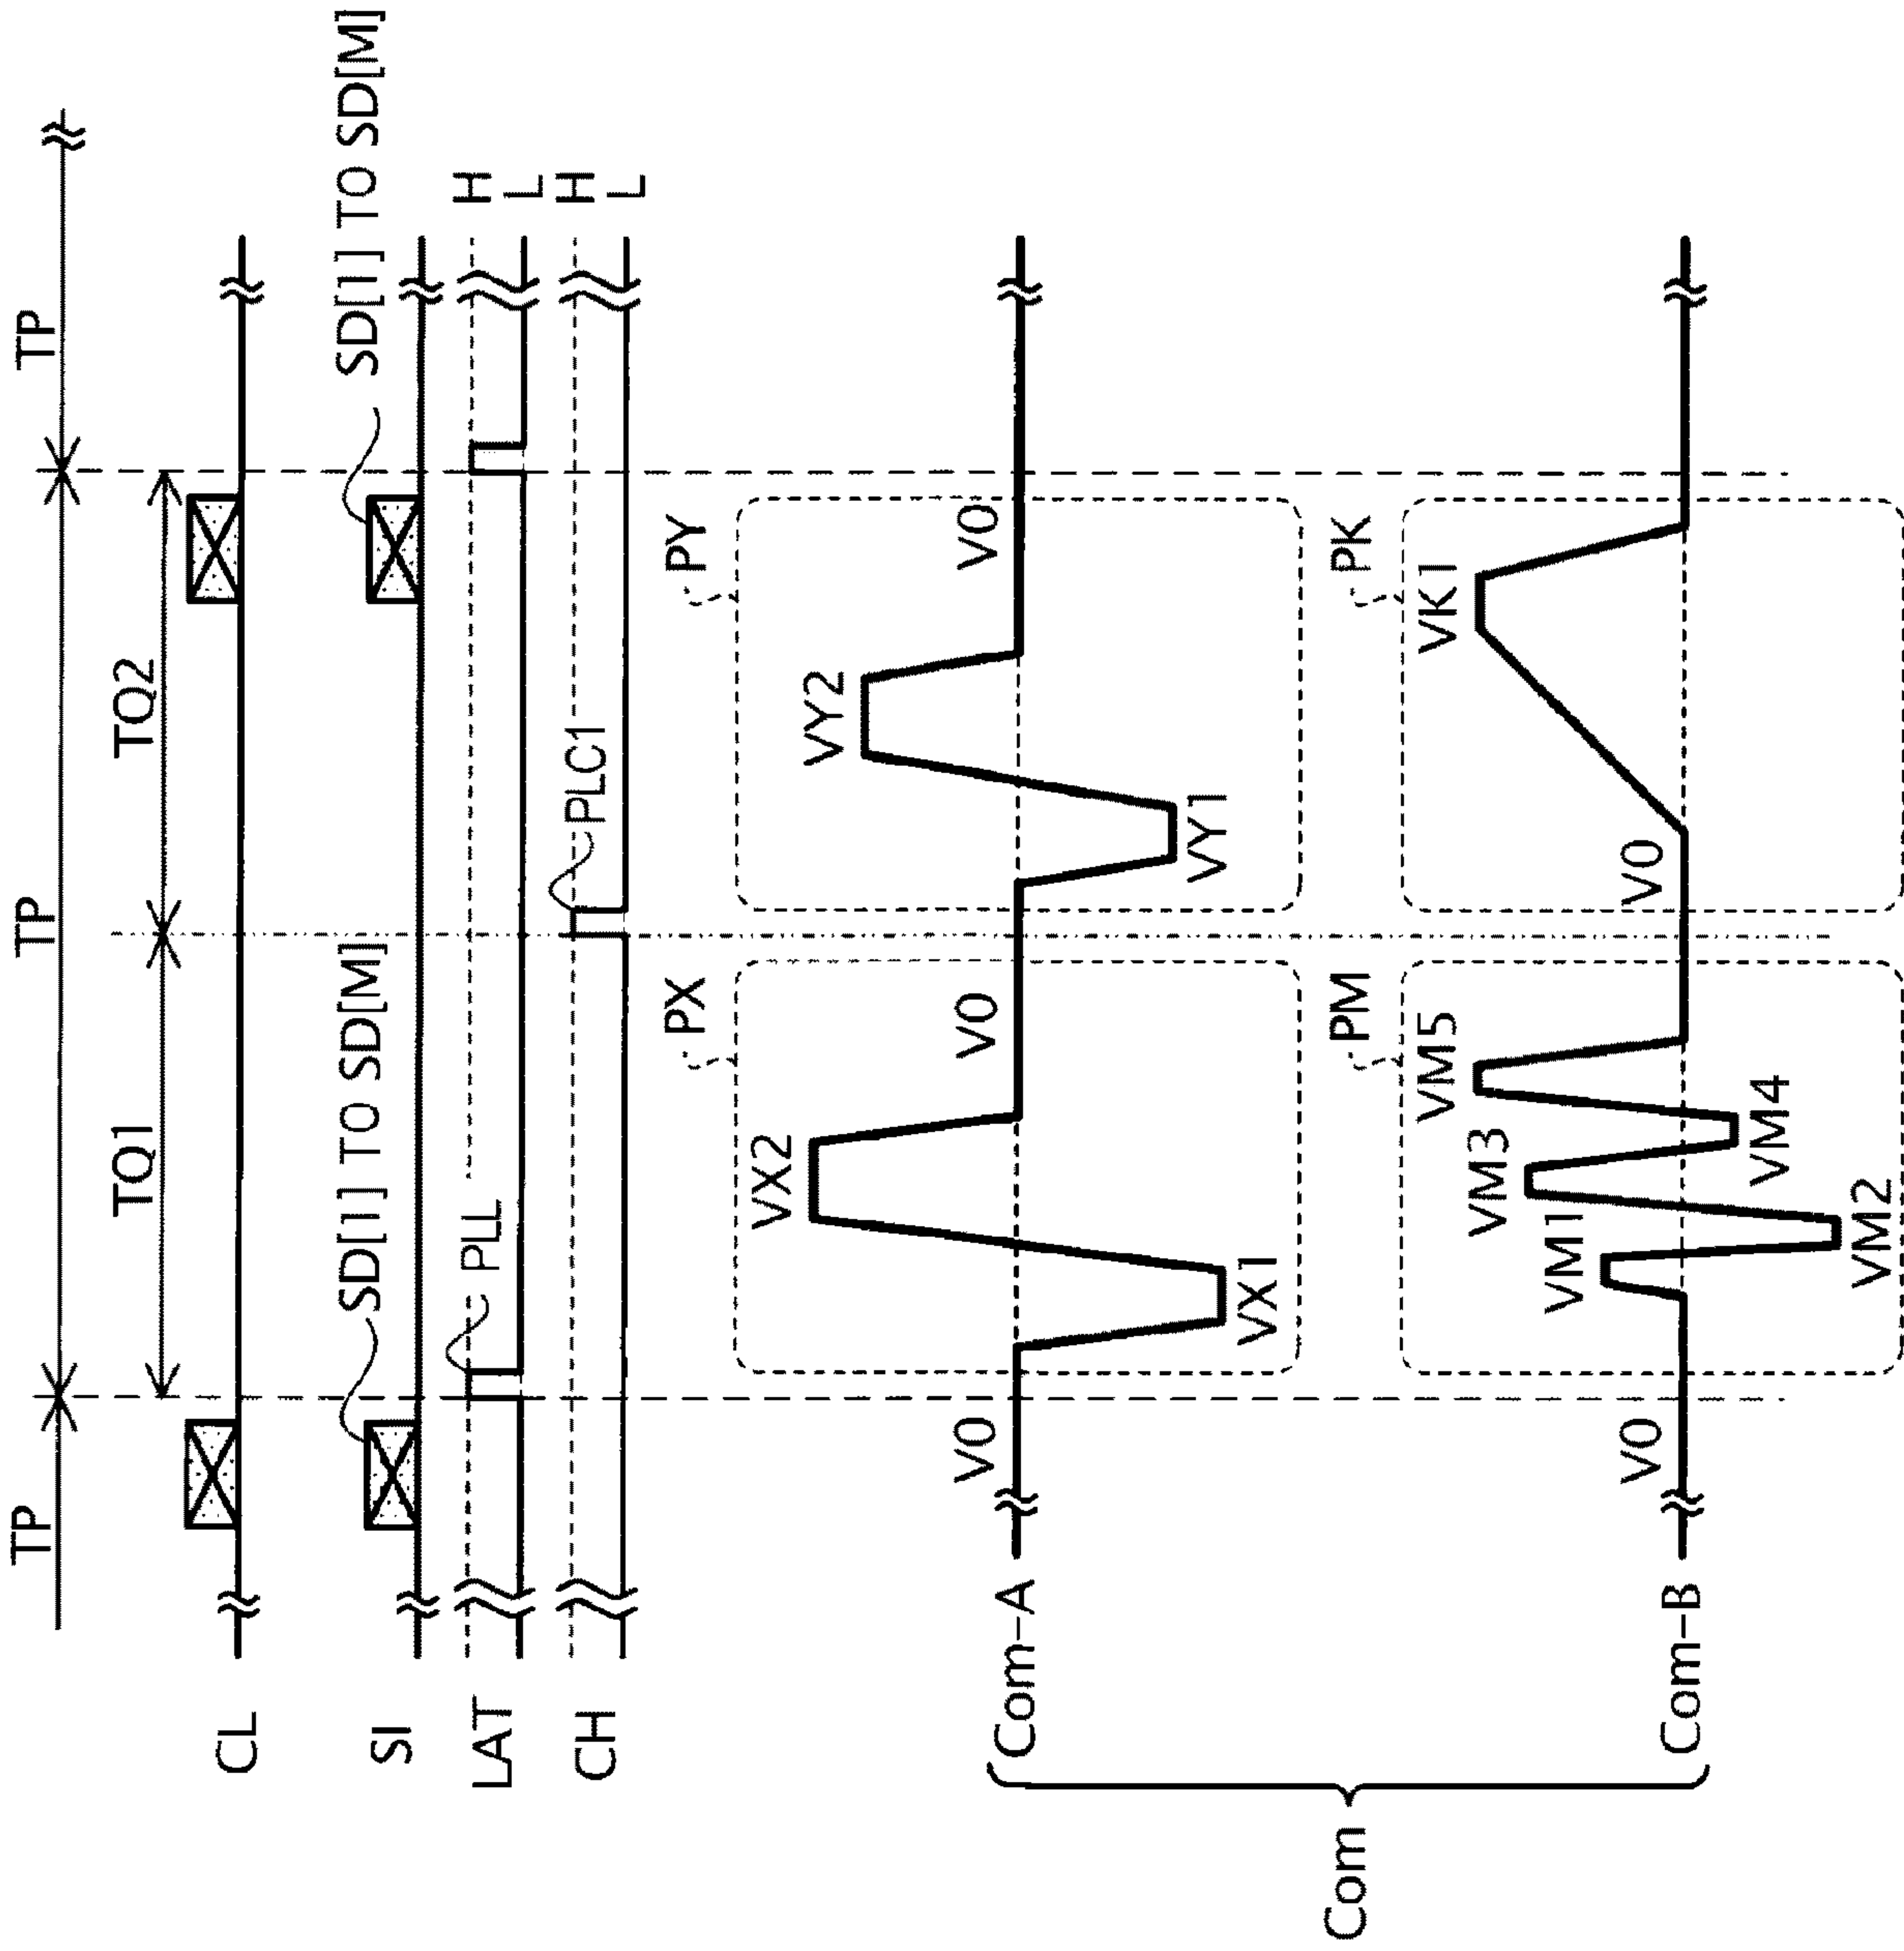 TP TP TP
TQ1 TQ2
CL
SI SD[1] TO SD[M] SD[1] TO SD[M]
LAT PLL H
L
CH PLC1 H
L
PX PY
VX2 VY2
Com-A V0 V0 V0
VX1 VY1
Com
PM PK
VM5 VK1
VM3
VM1
Com-B V0 V0
VM4
VM2